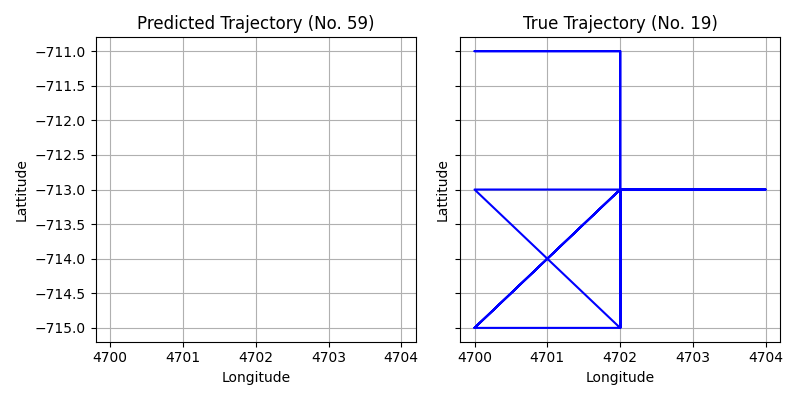 Predicted Trajectory (No. 59)
True Trajectory (No. 19)
−711.0
−711.5
−712.0
−712.5
−713.0
−713.5
−714.0
−714.5
−715.0
Lattitude
Lattitude
4700 4701 4702 4703 4704
4700 4701 4702 4703 4704
Longitude
Longitude